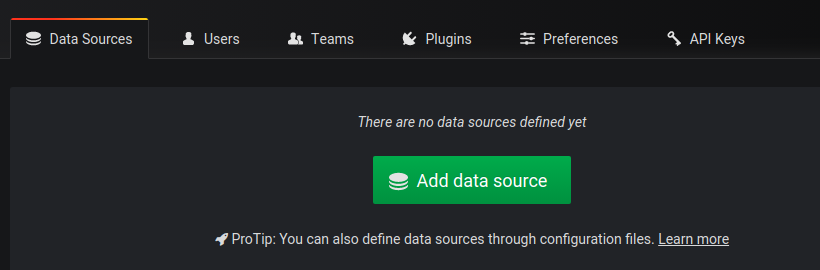 Data Sources Users Teams Plugins Preferences API Keys
There are no data sources defined yet
Add data source
ProTip: You can also define data sources through configuration files. Learn more